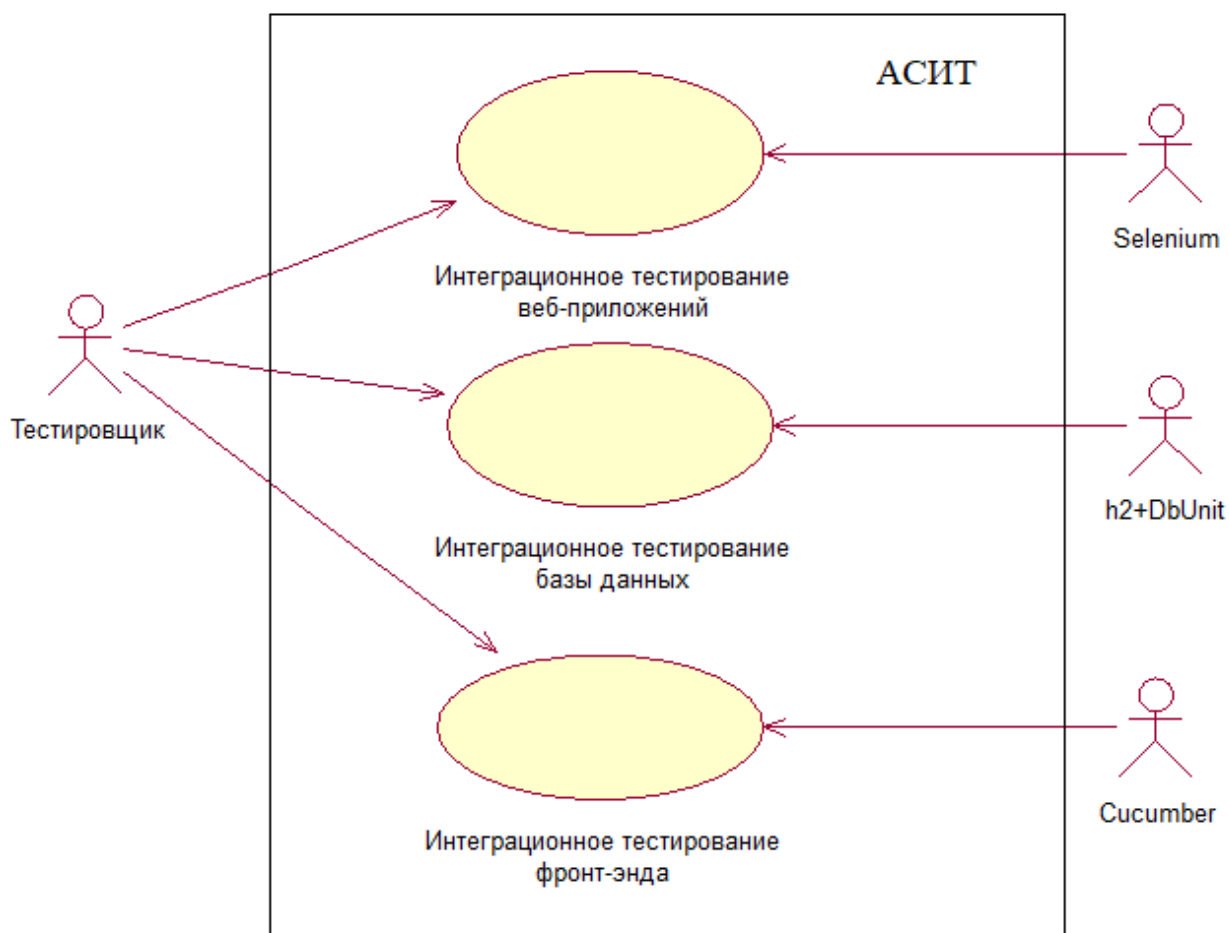 АСИТ
Selenium
Интеграционное тестирование
веб-приложений
Тестировщик
h2+DbUnit
Интеграционное тестирование
базы данных
Cucumber
Интеграционное тестирование
фронт-энда